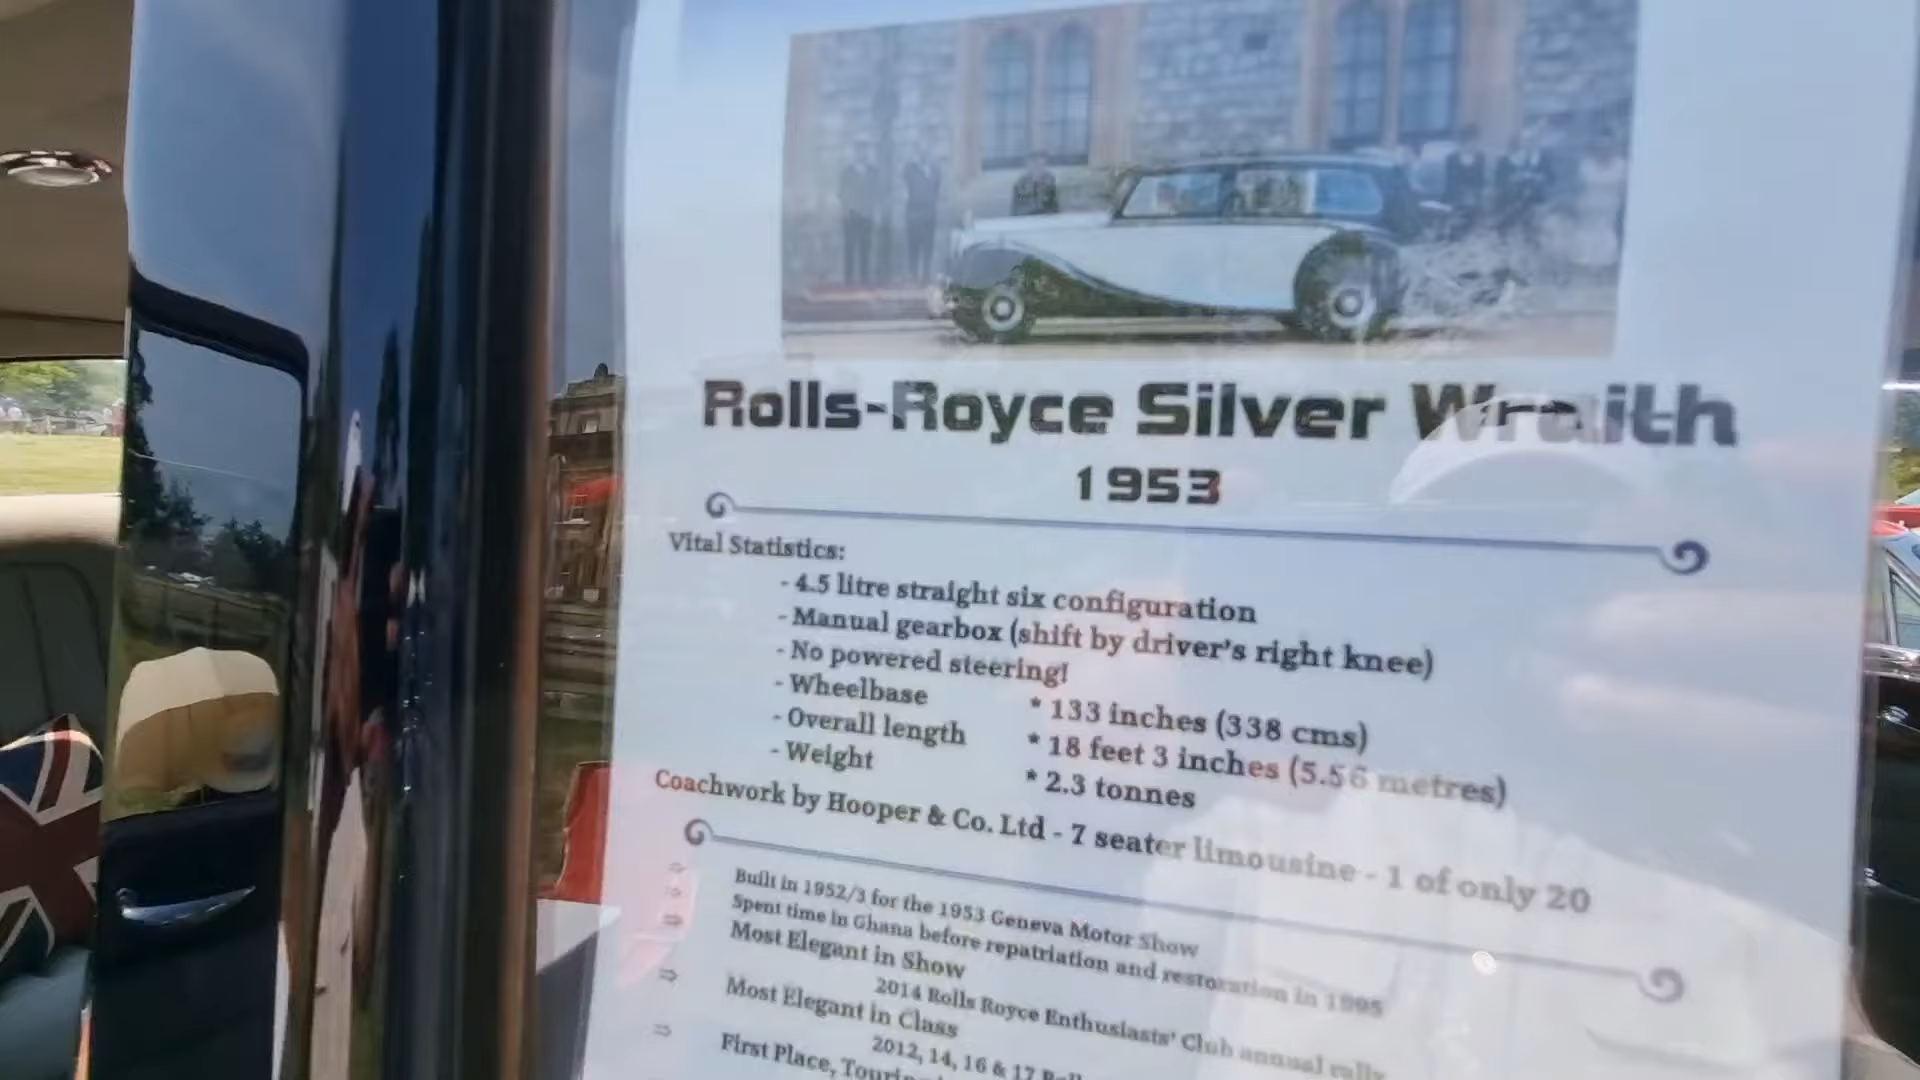 Rolls-Royce Silver Wraith
1953
Vital Statistics:
- 4.5 litre straight six configuration
- Manual gearbox (shift by driver's right knee)
- No powered steering!
- Wheelbase * 133 inches (338 cms)
- Overall length * 18 feet 3 inches (5.56 metres)
- Weight * 2.3 tonnes
Coachwork by Hooper & Co. Ltd - 7 seater limousine - 1 of only 20
⇨ Built in 1952/3 for the 1953 Geneva Motor Show
⇨ Spent time in Ghana before repatriation and restoration in 1995
⇨ Most Elegant in Show
2014 Rolls Royce Enthusiasts' Club annual rally
⇨ Most Elegant in Class
2012, 14, 16 & 17
⇨ First Place,